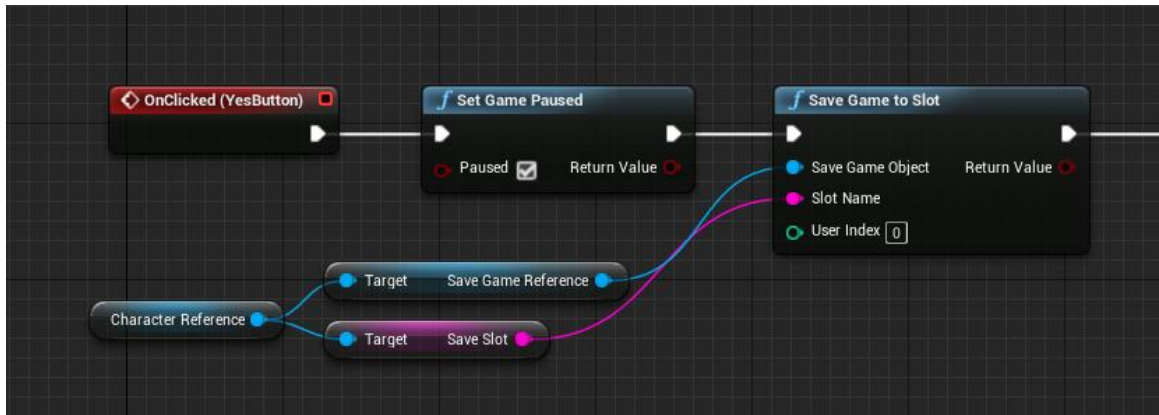 OnClicked (YesButton)
Set Game Paused
Paused
Return Value
Save Game to Slot
Save Game Object
Return Value
Slot Name
User Index 0
Target
Save Game Reference
Character Reference
Target
Save Slot